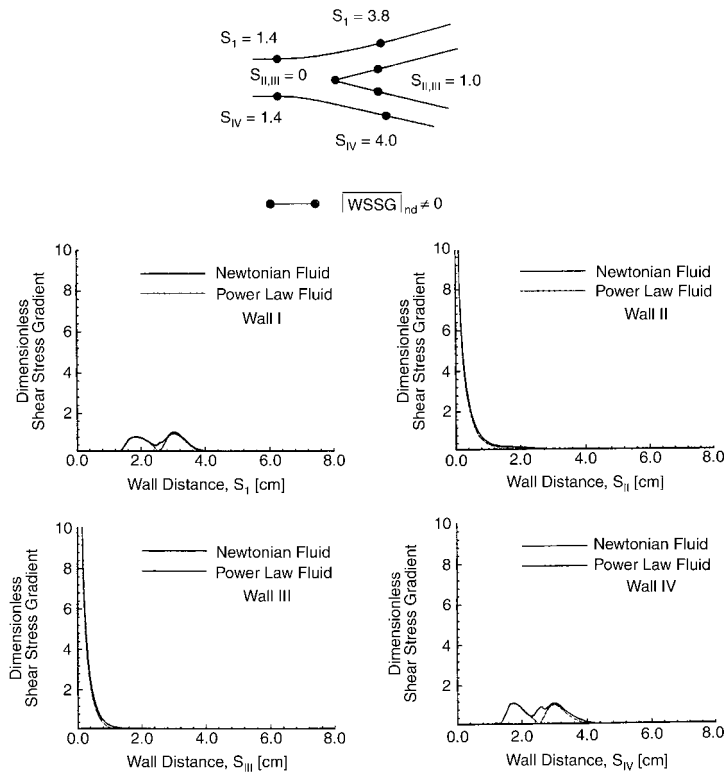 S₁ = 3.8
S₁ = 1.4
S_II,III = 0
S_II,III = 1.0
S_IV = 1.4
S_IV = 4.0
WSSG nd ≠ 0
10
8
6
4
2
Dimensionless
Shear Stress Gradient
Newtonian Fluid
Power Law Fluid
Wall I
0.0 2.0 4.0 6.0 8.0
Wall Distance, S₁ [cm]
10
8
6
4
2
Dimensionless
Shear Stress Gradient
Newtonian Fluid
Power Law Fluid
Wall II
0.0 2.0 4.0 6.0 8.0
Wall Distance, S_II [cm]
10
8
6
4
2
Dimensionless
Shear Stress Gradient
Newtonian Fluid
Power Law Fluid
Wall III
0.0 2.0 4.0 6.0 8.0
Wall Distance, S_III [cm]
10
8
6
4
2
Dimensionless
Shear Stress Gradient
Newtonian Fluid
Power Law Fluid
Wall IV
0.0 2.0 4.0 6.0 8.0
Wall Distance, S_IV [cm]